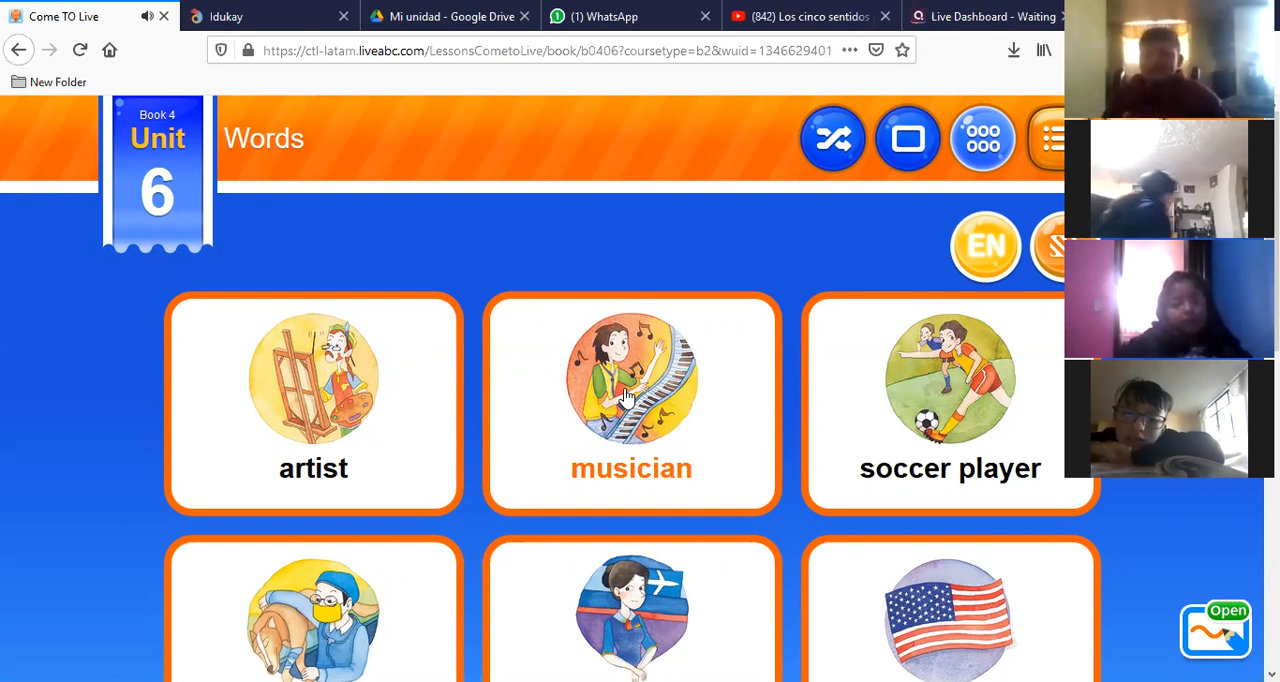 Come TO Live
Idukay
Mi unidad - Google Drive
(1) WhatsApp
(842) Los cinco sentidos
Live Dashboard - Waiting
https://ctl-latam.liveabc.com/LessonsCometoLive/book/b0406?coursetype=b2&wuid=1346629401
New Folder
Book 4
Unit
6
Words
EN
artist
musician
soccer player
Open